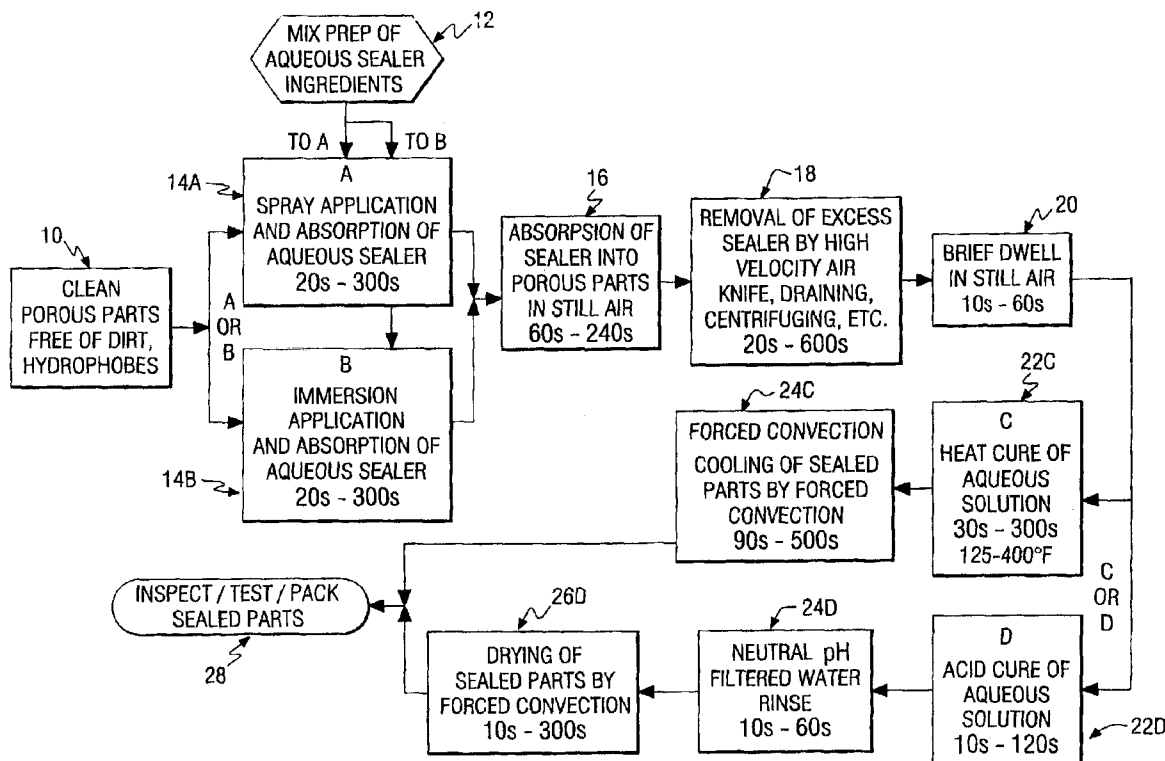 MIX PREP OF
AQUEOUS SEALER
INGREDIENTS
12
TO A
TO B
14A
A
SPRAY APPLICATION
AND ABSORPTION OF
AQUEOUS SEALER
20s - 300s
10
CLEAN
POROUS PARTS
FREE OF DIRT,
HYDROPHOBES
A
OR
B
B
IMMERSION
APPLICATION
AND ABSORPTION OF
AQUEOUS SEALER
20s - 300s
14B
16
ABSORPSION OF
SEALER INTO
POROUS PARTS
IN STILL AIR
60s - 240s
18
REMOVAL OF EXCESS
SEALER BY HIGH
VELOCITY AIR
KNIFE, DRAINING,
CENTRIFUGING, ETC.
20s - 600s
20
BRIEF DWELL
IN STILL AIR
10s - 60s
22C
C
HEAT CURE OF
AQUEOUS
SOLUTION
30s - 300s
125-400°F
24C
FORCED CONVECTION
COOLING OF SEALED
PARTS BY FORCED
CONVECTION
90s - 500s
C
OR
D
D
ACID CURE OF
AQUEOUS
SOLUTION
10s - 120s
22D
24D
NEUTRAL pH
FILTERED WATER
RINSE
10s - 60s
26D
DRYING OF
SEALED PARTS BY
FORCED CONVECTION
10s - 300s
INSPECT / TEST / PACK
SEALED PARTS
28